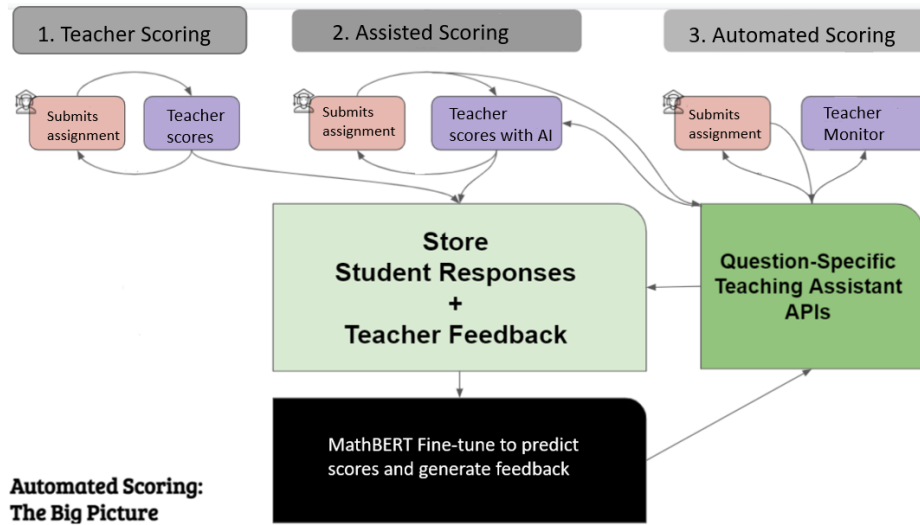 1. Teacher Scoring
2. Assisted Scoring
3. Automated Scoring
Submits
assignment
Teacher
scores
Submits
assignment
Teacher
scores with AI
Submits
assignment
Teacher
Monitor
Store
Student Responses
+
Teacher Feedback
Question-Specific
Teaching Assistant
APIs
MathBERT Fine-tune to predict
scores and generate feedback
Automated Scoring:
The Big Picture